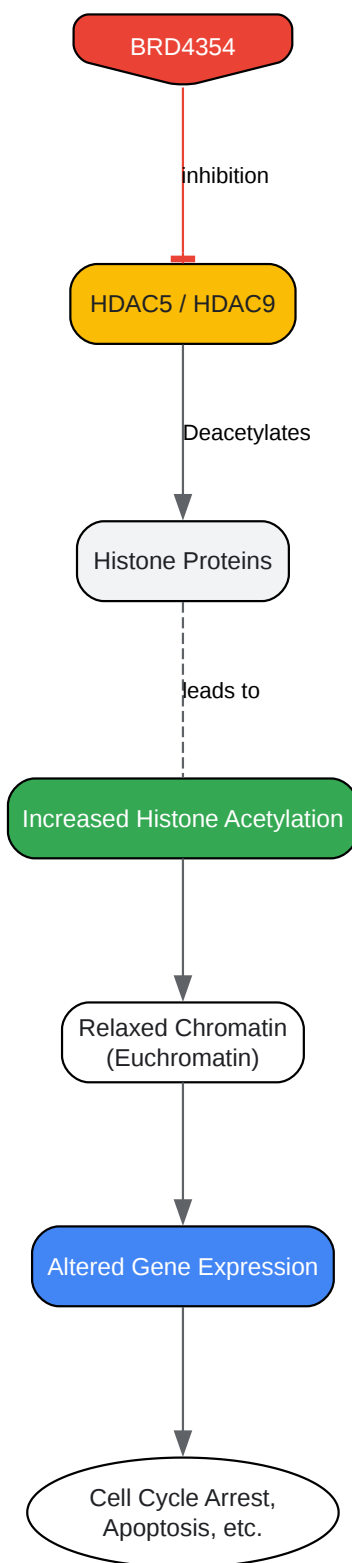 BRD4354
inhibition
HDAC5 / HDAC9
Deacetylates
Histone Proteins
leads to
Increased Histone Acetylation
Relaxed Chromatin
(Euchromatin)
Altered Gene Expression
Cell Cycle Arrest,
Apoptosis, etc.